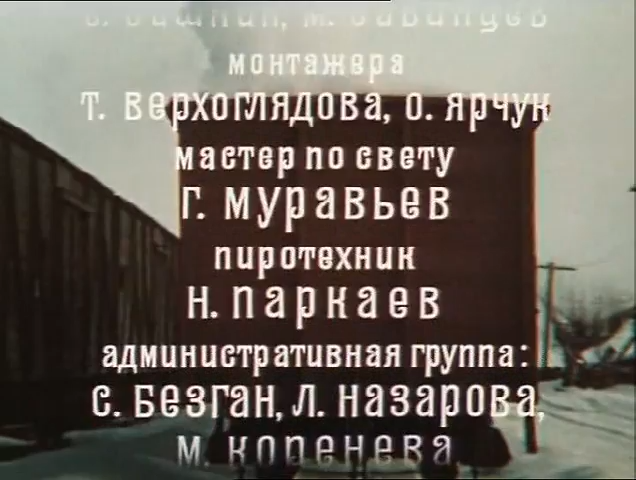 монтажера
Т. Верхоглядова, О. Ярчук
мастер по свету
Г. Муравьев
пиротехник
Н. Паркаев
административная группа:
С. Безган, Л. Назарова,
М. Коренева